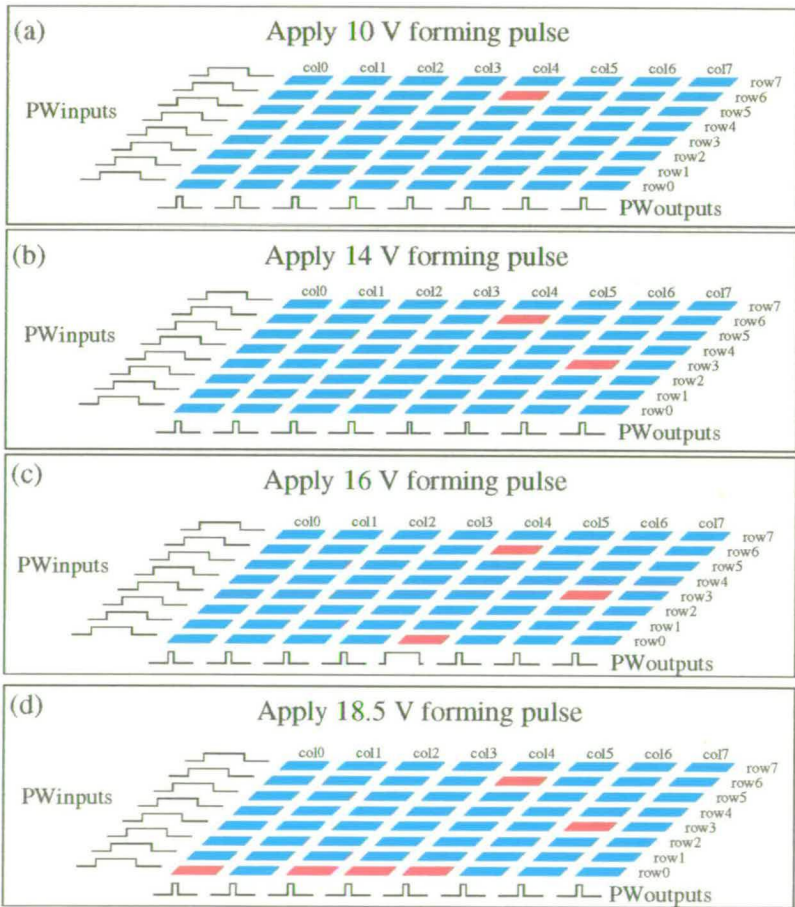 (a) Apply 10 V forming pulse
col0 col1 col2 col3 col4 col5 col6 col7
row7
row6
PWinputs
row5
row4
row3
row2
row1
row0
PWoutputs
(b) Apply 14 V forming pulse
col0 col1 col2 col3 col4 col5 col6 col7
row7
row6
PWinputs
row5
row4
row3
row2
row1
row0
PWoutputs
(c) Apply 16 V forming pulse
col0 col1 col2 col3 col4 col5 col6 col7
row7
row6
PWinputs
row5
row4
row3
row2
row1
row0
PWoutputs
(d) Apply 18.5 V forming pulse
col0 col1 col2 col3 col4 col5 col6 col7
row7
row6
PWinputs
row5
row4
row3
row2
row1
row0
PWoutputs